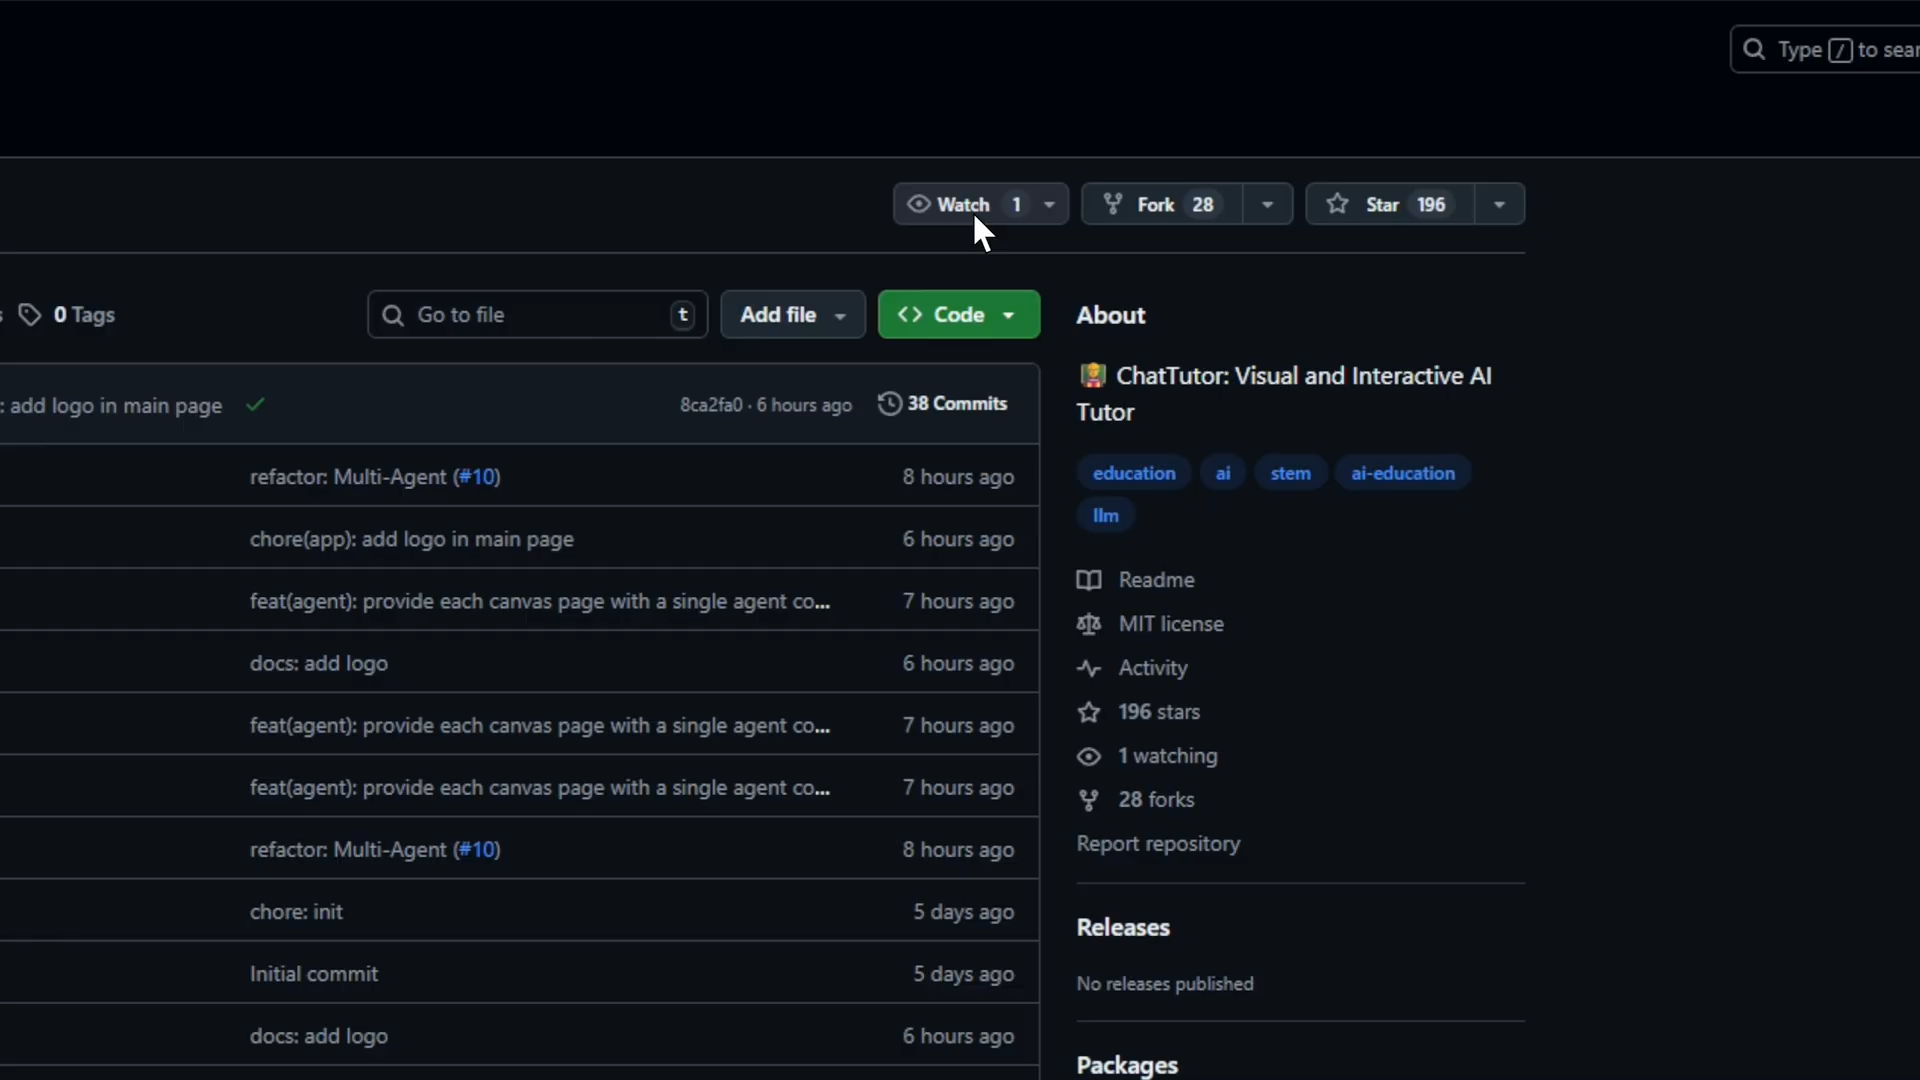 Type / to sear
Watch 1
Fork 28
Star 196
0 Tags
Go to file t
Add file
Code
About
ChatTutor: Visual and Interactive AI
Tutor
: add logo in main page
8ca2fa0 · 6 hours ago
38 Commits
education ai stem ai-education
llm
refactor: Multi-Agent (#10) 8 hours ago
chore(app): add logo in main page 6 hours ago
feat(agent): provide each canvas page with a single agent co... 7 hours ago
docs: add logo 6 hours ago
feat(agent): provide each canvas page with a single agent co... 7 hours ago
feat(agent): provide each canvas page with a single agent co... 7 hours ago
refactor: Multi-Agent (#10) 8 hours ago
chore: init 5 days ago
Initial commit 5 days ago
docs: add logo 6 hours ago
Readme
MIT license
Activity
196 stars
1 watching
28 forks
Report repository
Releases
No releases published
Packages